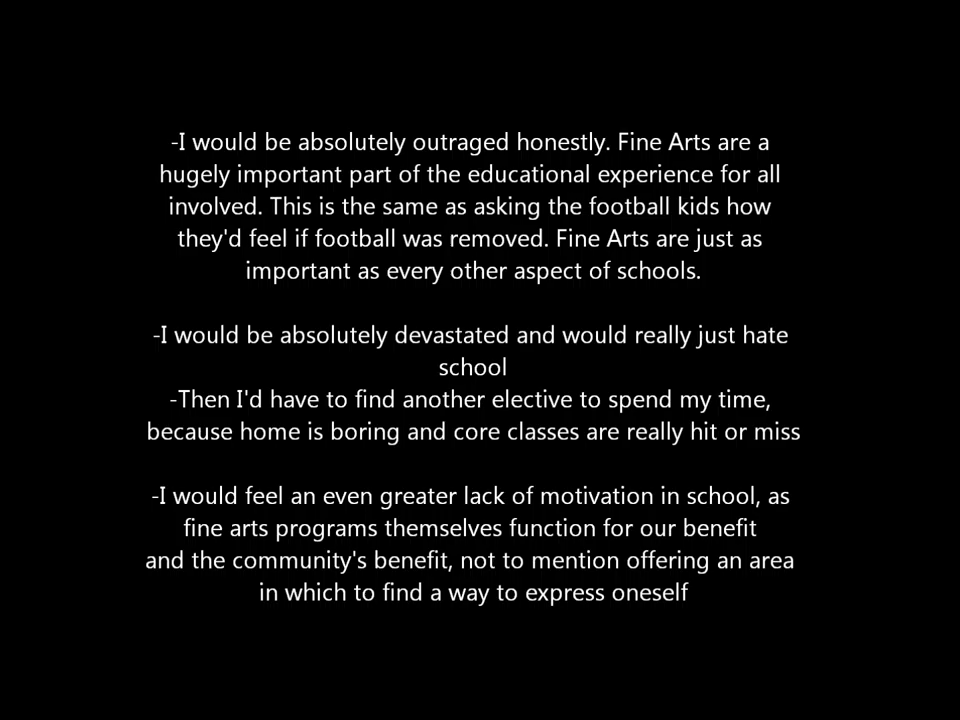 -I would be absolutely outraged honestly. Fine Arts are a
hugely important part of the educational experience for all
involved. This is the same as asking the football kids how
they'd feel if football was removed. Fine Arts are just as
important as every other aspect of schools.
-I would be absolutely devastated and would really just hate
school
-Then I'd have to find another elective to spend my time,
because home is boring and core classes are really hit or miss
-I would feel an even greater lack of motivation in school, as
fine arts programs themselves function for our benefit
and the community's benefit, not to mention offering an area
in which to find a way to express oneself